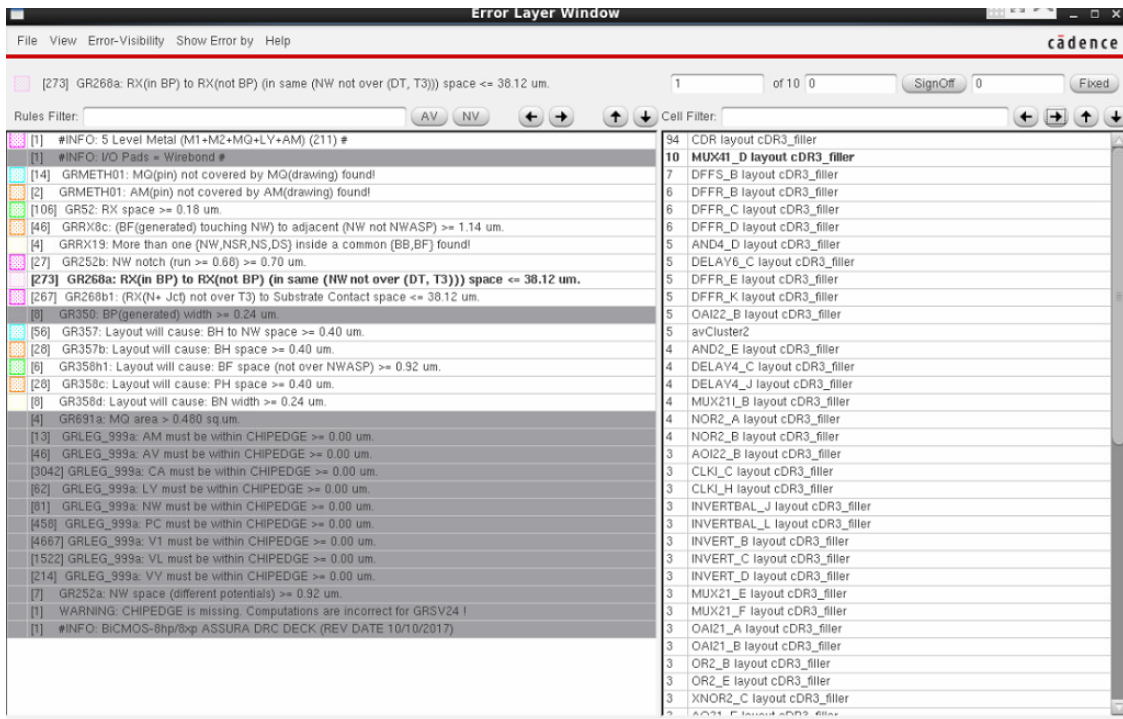 Error Layer Window
File View Error-Visibility Show Error by Help
cādence
[273] GR268a: RX(in BP) to RX(not BP) (in same (NW not over (DT, T3))) space <= 38.12 um.
1 of 10 0 SignOff 0 Fixed
Rules Filter: AV NV
Cell Filter:
[1] #INFO: 5 Level Metal (M1+M2+MQ+LY+AM) (211) #
[1] #INFO: I/O Pads = Wirebond #
[14] GRMETH01: MQ(pin) not covered by MQ(drawing) found!
[2] GRMETH01: AM(pin) not covered by AM(drawing) found!
[106] GR52: RX space >= 0.18 um.
[46] GRRX8c: (BF(generated) touching NW) to adjacent (NW not NWASP) >= 1.14 um.
[4] GRRX19: More than one {NW,NSR,NS,DS} inside a common {BB,BF} found!
[27] GR252b: NW notch (run >= 0.68) >= 0.70 um.
[273] GR268a: RX(in BP) to RX(not BP) (in same (NW not over (DT, T3))) space <= 38.12 um.
[267] GR268b1: (RX(N+ Jct) not over T3) to Substrate Contact space <= 38.12 um.
[8] GR350: BP(generated) width >= 0.24 um.
[56] GR357: Layout will cause: BH to NW space >= 0.40 um.
[28] GR357b: Layout will cause: BH space >= 0.40 um.
[6] GR358h1: Layout will cause: BF space (not over NWASP) >= 0.92 um.
[28] GR358c: Layout will cause: PH space >= 0.40 um.
[8] GR358d: Layout will cause: BN width >= 0.24 um.
[4] GR691a: MQ area > 0.480 sq.um.
[13] GRLEG_999a: AM must be within CHIPEDGE >= 0.00 um.
[46] GRLEG_999a: AV must be within CHIPEDGE >= 0.00 um.
[3042] GRLEG_999a: CA must be within CHIPEDGE >= 0.00 um.
[62] GRLEG_999a: LY must be within CHIPEDGE >= 0.00 um.
[81] GRLEG_999a: NW must be within CHIPEDGE >= 0.00 um.
[458] GRLEG_999a: PC must be within CHIPEDGE >= 0.00 um.
[4667] GRLEG_999a: V1 must be within CHIPEDGE >= 0.00 um.
[1522] GRLEG_999a: VL must be within CHIPEDGE >= 0.00 um.
[214] GRLEG_999a: VY must be within CHIPEDGE >= 0.00 um.
[7] GR252a: NW space (different potentials) >= 0.92 um.
[1] WARNING: CHIPEDGE is missing. Computations are incorrect for GRSV24 !
[1] #INFO: BiCMOS-8hp/8xp ASSURA DRC DECK (REV DATE 10/10/2017)
94 CDR layout cDR3_filler
10 MUX41_D layout cDR3_filler
7 DFFS_B layout cDR3_filler
6 DFFR_B layout cDR3_filler
6 DFFR_C layout cDR3_filler
6 DFFR_D layout cDR3_filler
5 AND4_D layout cDR3_filler
5 DELAY6_C layout cDR3_filler
5 DFFR_E layout cDR3_filler
5 DFFR_K layout cDR3_filler
5 OAI22_B layout cDR3_filler
5 avCluster2
4 AND2_E layout cDR3_filler
4 DELAY4_C layout cDR3_filler
4 DELAY4_J layout cDR3_filler
4 MUX21I_B layout cDR3_filler
4 NOR2_A layout cDR3_filler
4 NOR2_B layout cDR3_filler
3 AOI22_B layout cDR3_filler
3 CLKI_C layout cDR3_filler
3 CLKI_H layout cDR3_filler
3 INVERTBAL_J layout cDR3_filler
3 INVERTBAL_L layout cDR3_filler
3 INVERT_B layout cDR3_filler
3 INVERT_C layout cDR3_filler
3 INVERT_D layout cDR3_filler
3 MUX21_E layout cDR3_filler
3 MUX21_F layout cDR3_filler
3 OAI21_A layout cDR3_filler
3 OAI21_B layout cDR3_filler
3 OR2_B layout cDR3_filler
3 OR2_E layout cDR3_filler
3 XNOR2_C layout cDR3_filler